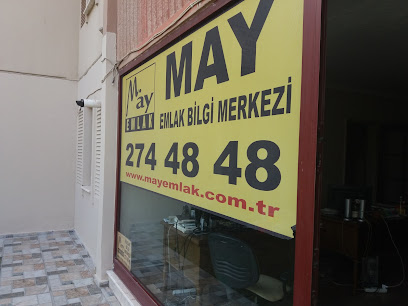 MAY
May
EMLAK
EMLAK BİLGİ MERKEZİ
274 48 48
www.mayemlak.com.tr